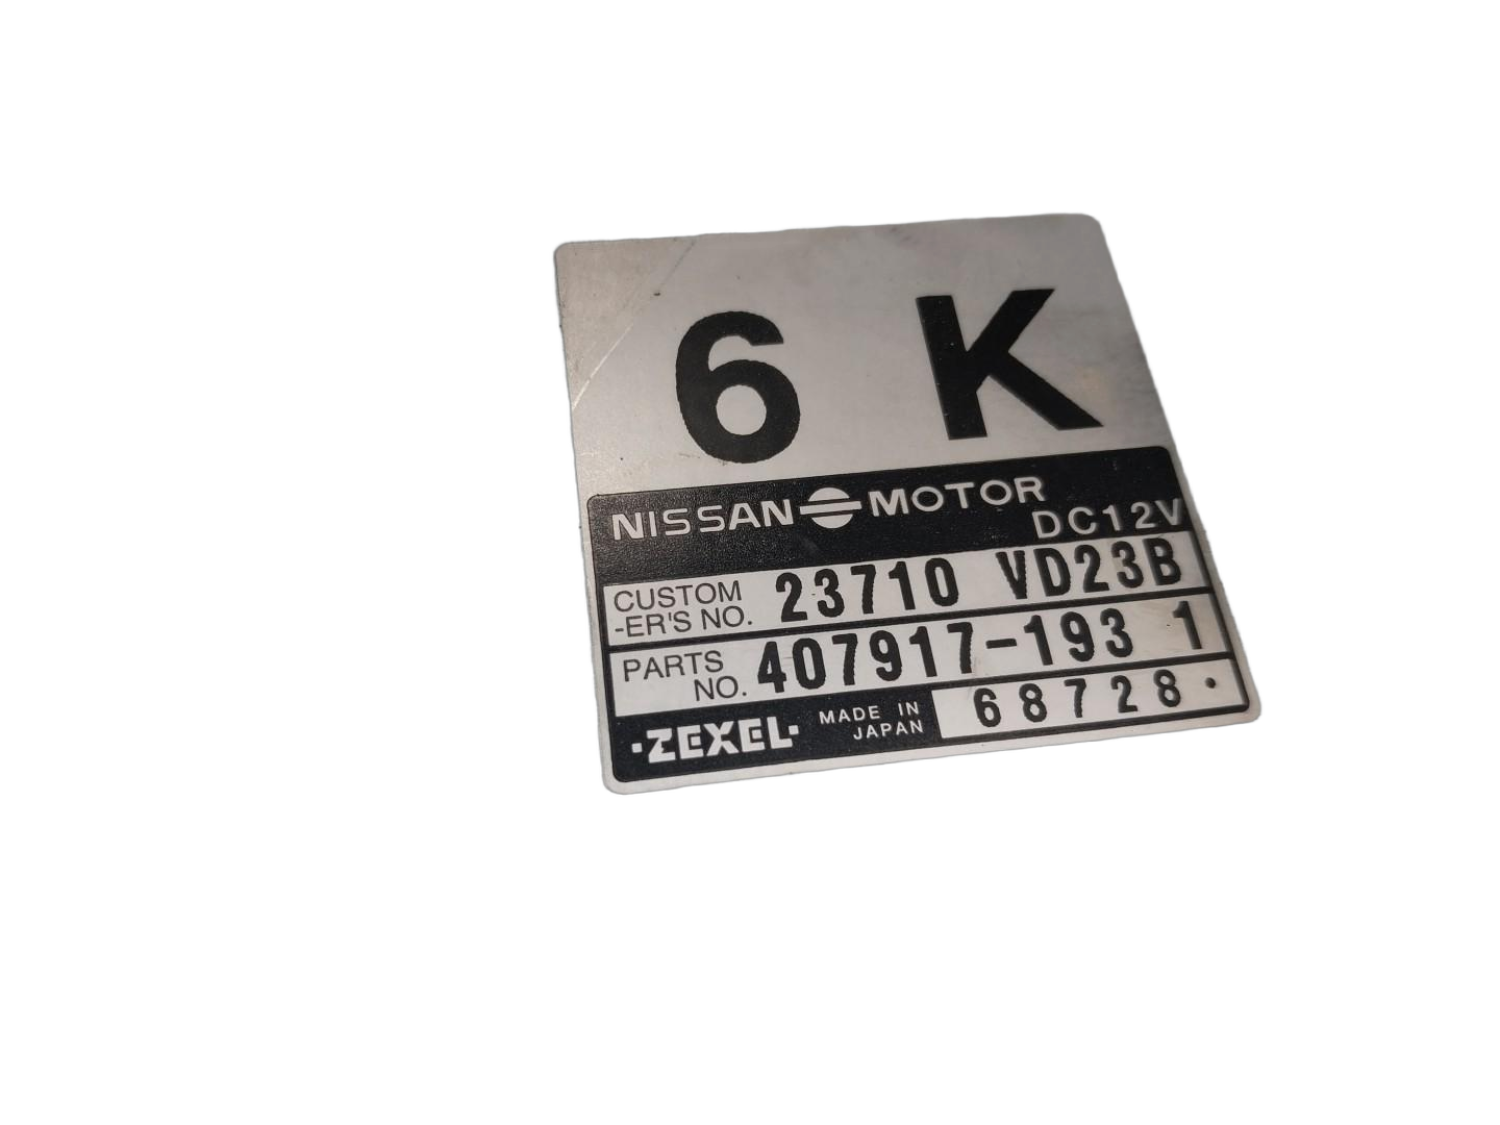 6 K
NISSAN MOTOR
DC12V
CUSTOM
-ER'S NO. 23710 VD23B
PARTS
NO. 407917-193 1
·ZEXEL· MADE IN
JAPAN 68728·